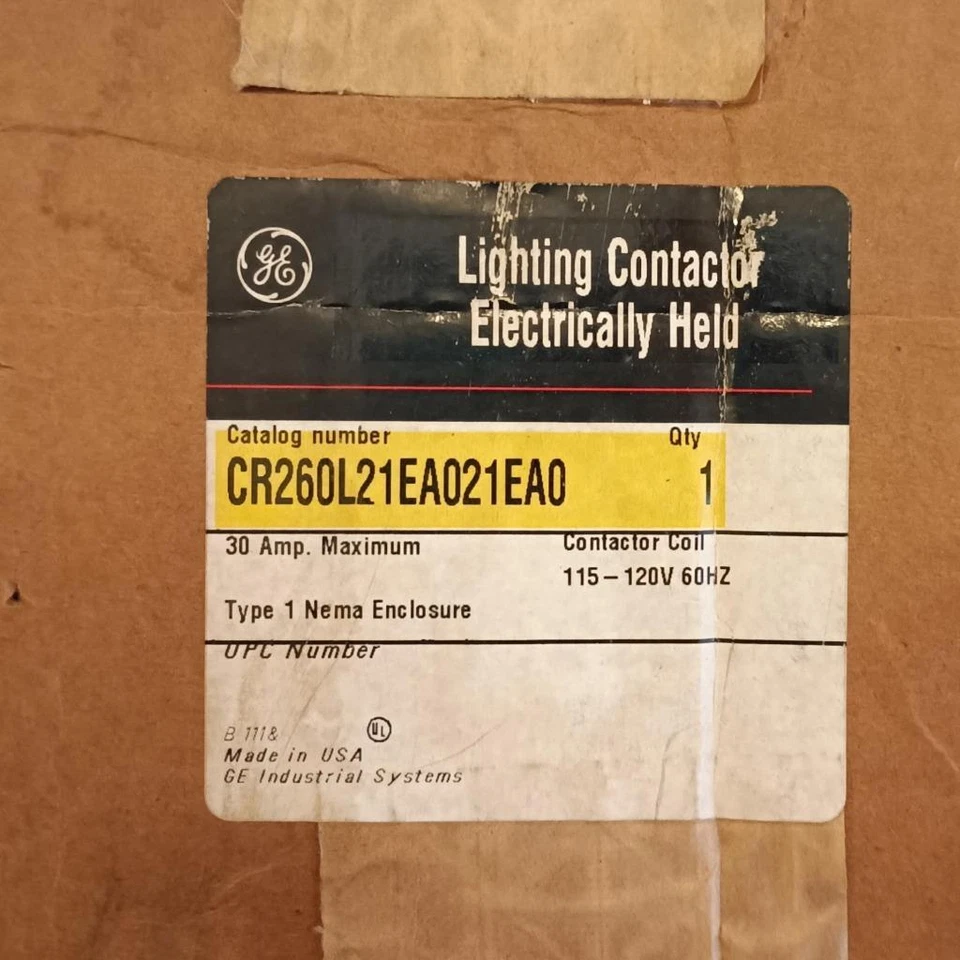 GE
Lighting Contactor
Electrically Held
Catalog number Qty
CR260L21EA021EA0 1
30 Amp. Maximum Contactor Coil
115-120V 60HZ
Type 1 Nema Enclosure
UPC Number
B 111& UL
Made in USA
GE Industrial Systems